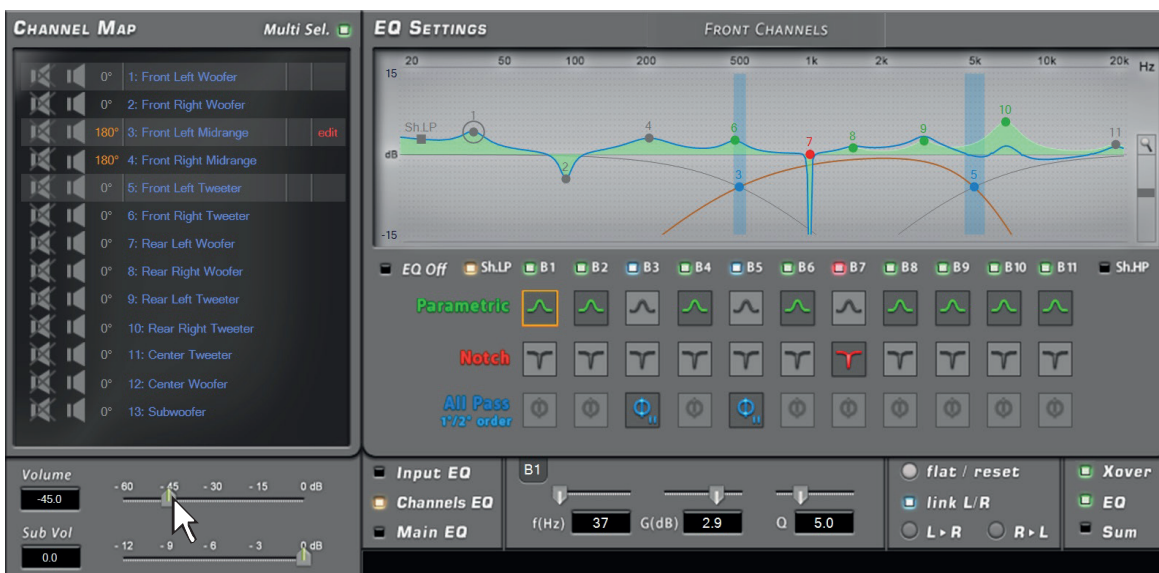 CHANNEL MAP
Multi Sel.
0° 1: Front Left Woofer
0° 2: Front Right Woofer
180° 3: Front Left Midrange edit
180° 4: Front Right Midrange
0° 5: Front Left Tweeter
0° 6: Front Right Tweeter
0° 7: Rear Left Woofer
0° 8: Rear Right Woofer
0° 9: Rear Left Tweeter
0° 10: Rear Right Tweeter
0° 11: Center Tweeter
0° 12: Center Woofer
0° 13: Subwoofer
Volume
-45.0
-60 -45 -30 -15 0 dB
Sub Vol
0.0
-12 -9 -6 -3 0 dB
EQ SETTINGS
FRONT CHANNELS
20 50 100 200 500 1k 2k 5k 10k 20k Hz
15
dB
-15
Sh.LP 1 2 4 6 3 7 8 9 5 10 11
EQ Off Sh.LP B1 B2 B3 B4 B5 B6 B7 B8 B9 B10 B11 Sh.HP
Parametric
Notch
All Pass
1°/2° order
Input EQ
Channels EQ
Main EQ
B1
f(Hz) 37 G(dB) 2.9 Q 5.0
flat / reset
link L/R
L▸R R▸L
Xover
EQ
Sum